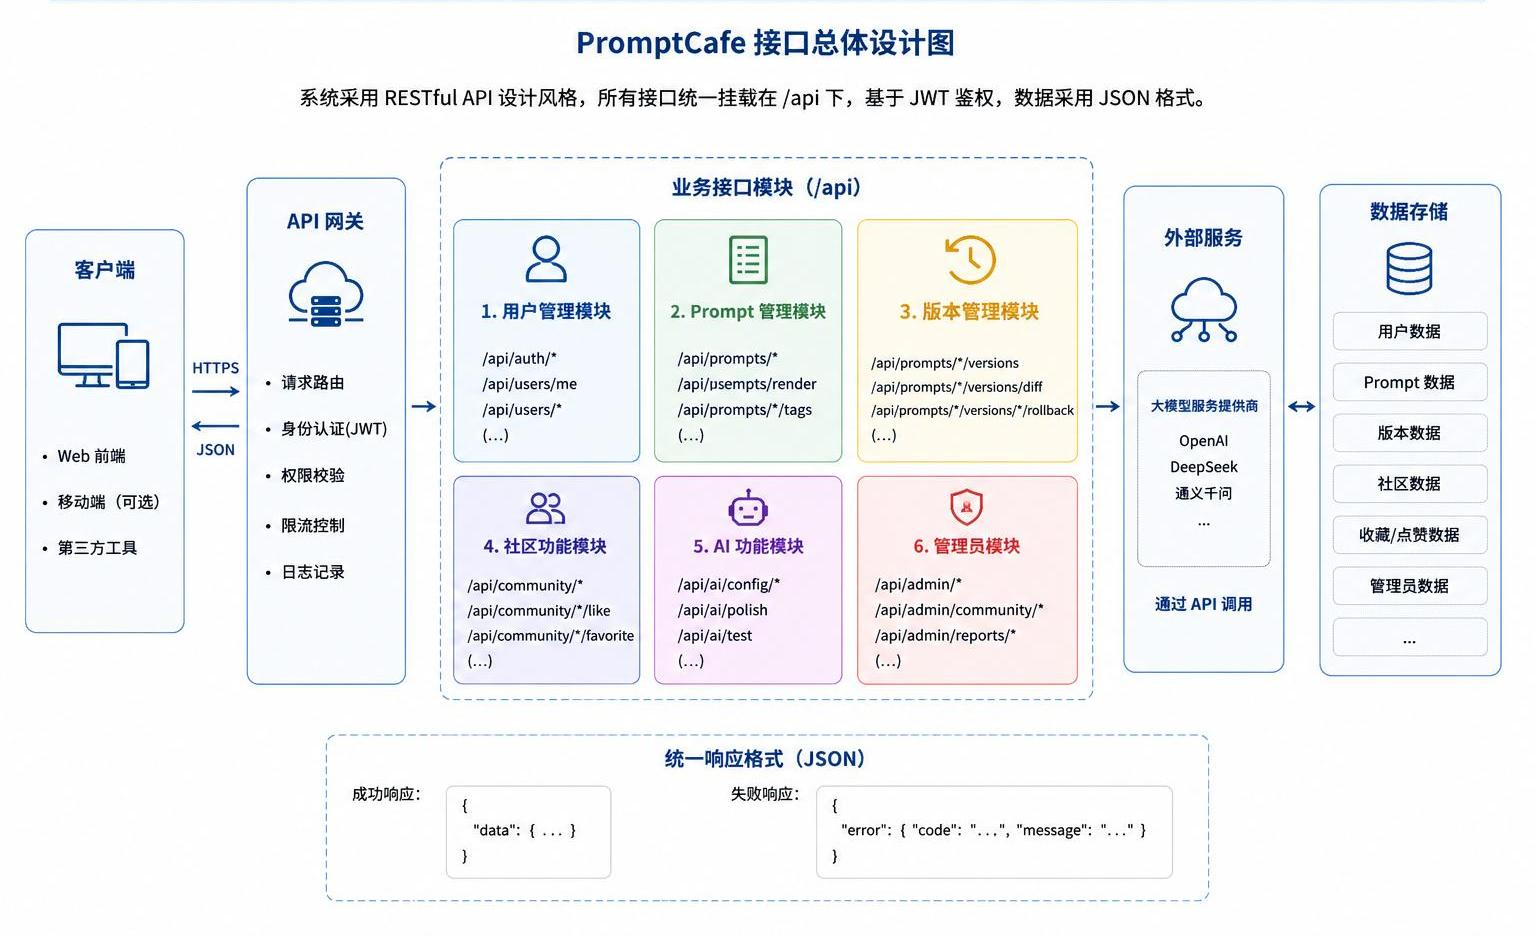 PromptCafe 接口总体设计图
系统采用 RESTful API 设计风格，所有接口统一挂载在 /api 下，基于 JWT 鉴权，数据采用 JSON 格式。
客户端
Web 前端
移动端（可选）
第三方工具
HTTPS
JSON
API 网关
请求路由
身份认证(JWT)
权限校验
限流控制
日志记录
业务接口模块（/api）
1. 用户管理模块
/api/auth/*
/api/users/me
/api/users/*
(...)
2. Prompt 管理模块
/api/prompts/*
/api/usempts/render
/api/prompts/*/tags
(...)
3. 版本管理模块
/api/prompts/*/versions
/api/prompts/*/versions/diff
/api/prompts/*/versions/*/rollback
(...)
4. 社区功能模块
/api/community/*
/api/community/*/like
/api/community/*/favorite
(...)
5. AI 功能模块
/api/ai/config/*
/api/ai/polish
/api/ai/test
(...)
6. 管理员模块
/api/admin/*
/api/admin/community/*
/api/admin/reports/*
(...)
外部服务
大模型服务提供商
OpenAI
DeepSeek
通义千问
...
通过 API 调用
数据存储
用户数据
Prompt 数据
版本数据
社区数据
收藏/点赞数据
管理员数据
...
统一响应格式（JSON）
成功响应：
{
"data": { ... }
}
失败响应：
{
"error": { "code": "...", "message": "..." }
}